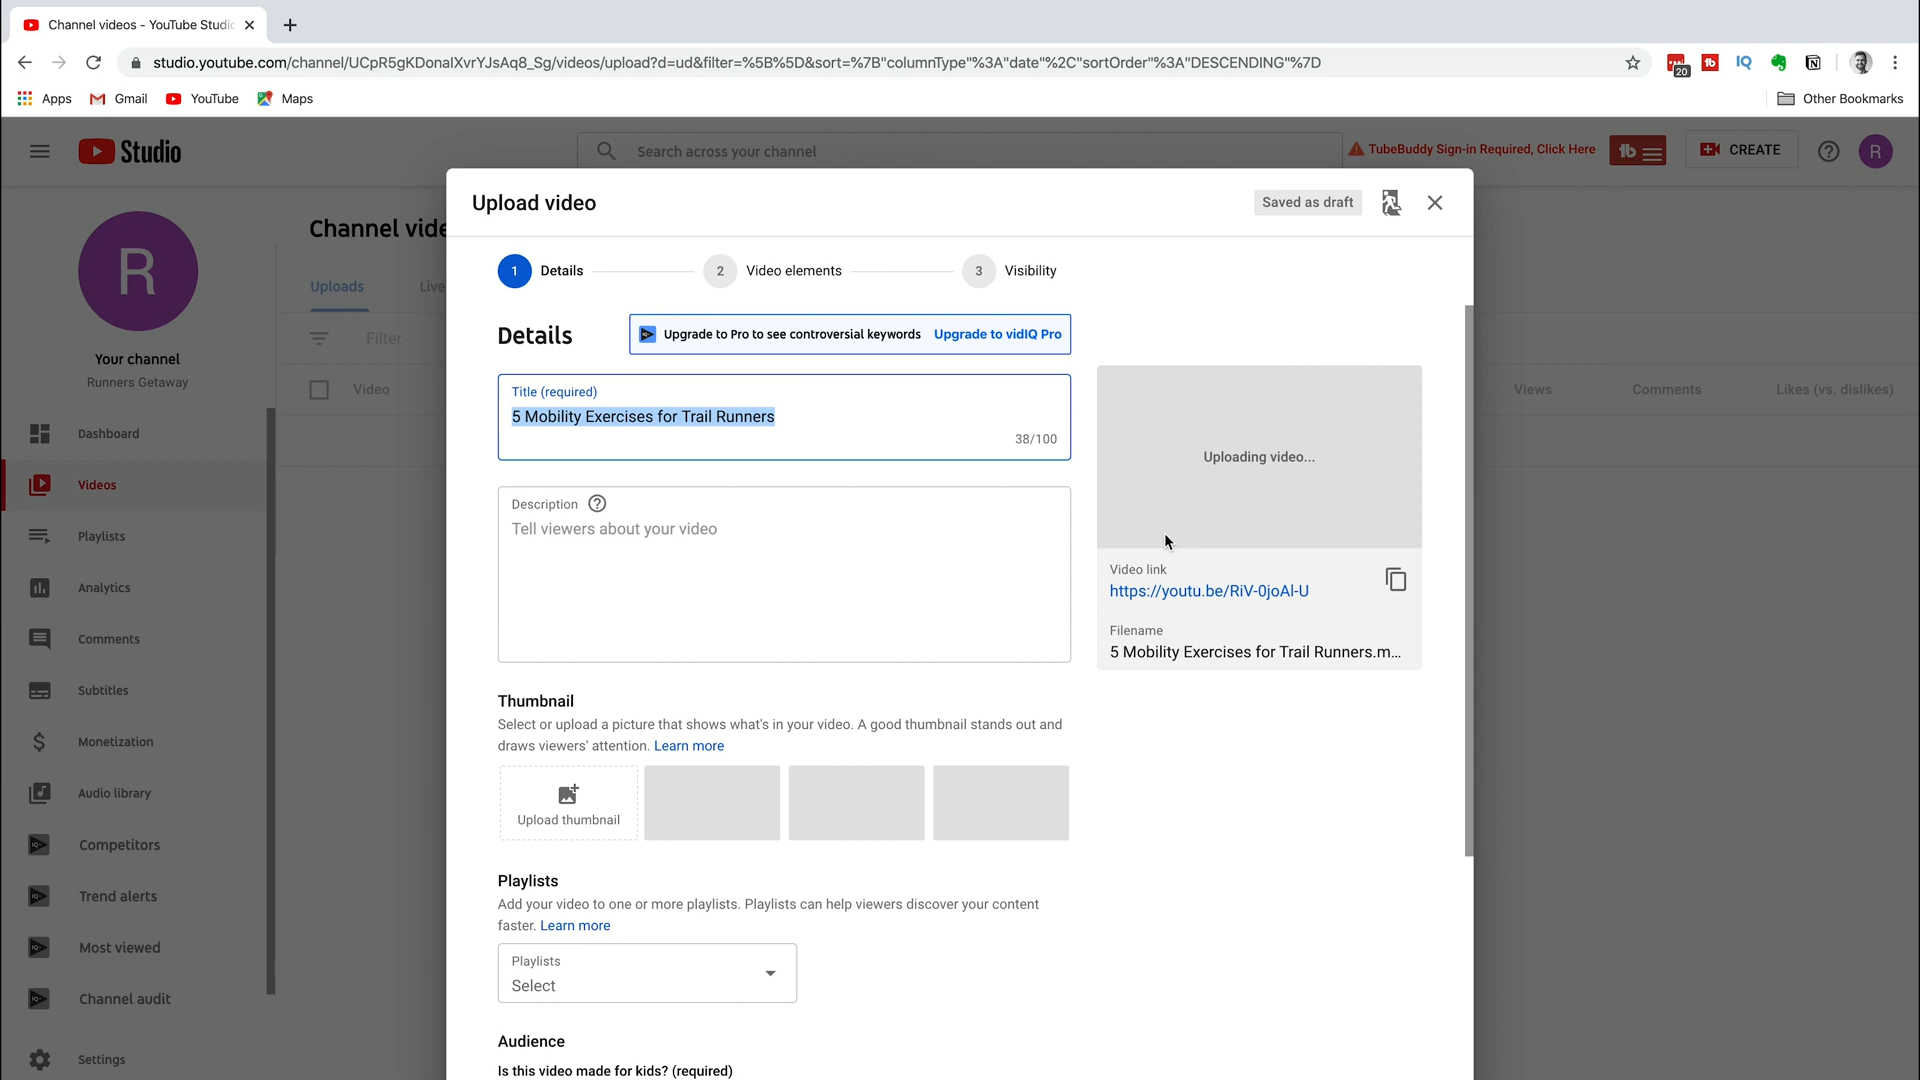 Channel videos - YouTube Studio
studio.youtube.com/channel/UCpR5gKDonaIXvrYJsAq8_Sg/videos/upload?d=ud&filter=%5B%5D&sort=%7B"columnType"%3A"date"%2C"sortOrder"%3A"DESCENDING"%7D
20
tb
IQ
Apps
Gmail
YouTube
Maps
Other Bookmarks
Studio
Search across your channel
TubeBuddy Sign-in Required, Click Here
tb
CREATE
R
R
Your channel
Runners Getaway
Dashboard
Videos
Playlists
Analytics
Comments
Subtitles
Monetization
Audio library
Competitors
Trend alerts
Most viewed
Channel audit
Settings
Channel vide
Uploads
Live
Filter
Video
Views
Comments
Likes (vs. dislikes)
Upload video
Saved as draft
1 Details
2 Video elements
3 Visibility
Details
Upgrade to Pro to see controversial keywords Upgrade to vidIQ Pro
Title (required)
5 Mobility Exercises for Trail Runners
38/100
Description
Tell viewers about your video
Uploading video...
Video link
https://youtu.be/RiV-0joAl-U
Filename
5 Mobility Exercises for Trail Runners.m...
Thumbnail
Select or upload a picture that shows what's in your video. A good thumbnail stands out and
draws viewers' attention. Learn more
Upload thumbnail
Playlists
Add your video to one or more playlists. Playlists can help viewers discover your content
faster. Learn more
Playlists
Select
Audience
Is this video made for kids? (required)